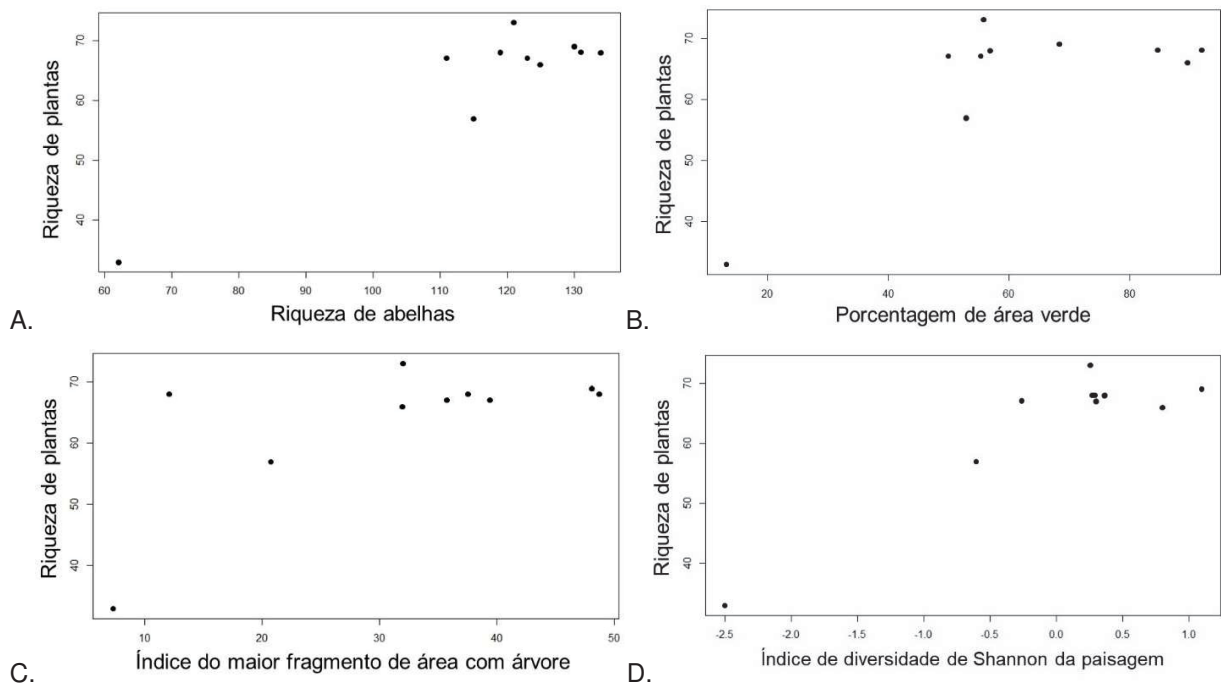 Riqueza de plantas
70
60
50
40
60 70 80 90 100 110 120 130
Riqueza de abelhas
A.
Riqueza de plantas
70
60
50
40
20 40 60 80
Porcentagem de área verde
B.
Riqueza de plantas
70
60
50
40
10 20 30 40 50
Índice do maior fragmento de área com árvore
C.
Riqueza de plantas
70
60
50
40
-2.5 -2.0 -1.5 -1.0 -0.5 0.0 0.5 1.0
Índice de diversidade de Shannon da paisagem
D.